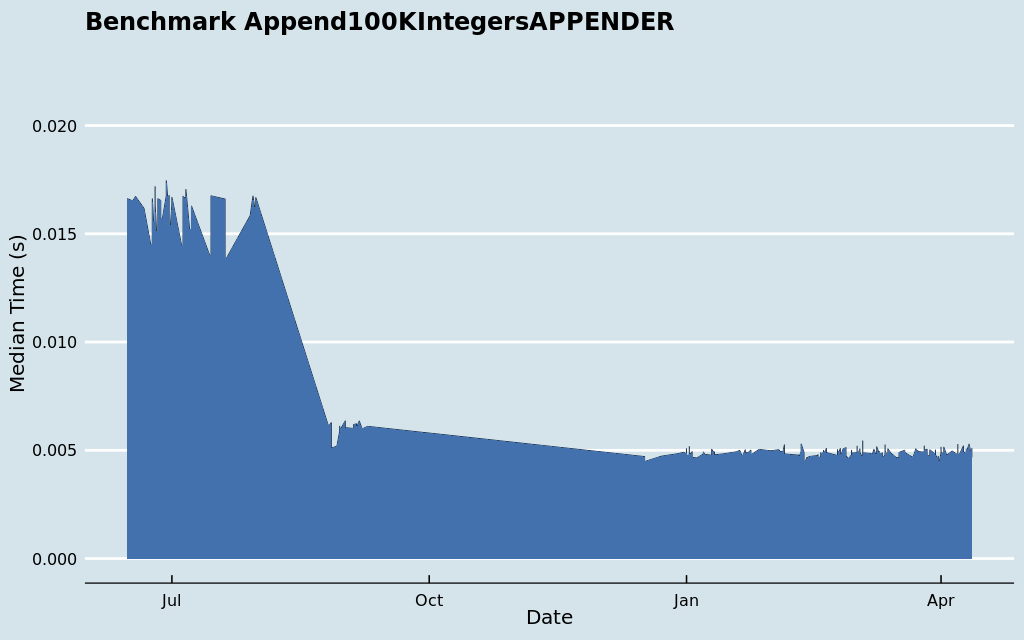 Benchmark Append100KIntegersAPPENDER
0.020
0.015
0.010
0.005
0.000
Median Time (s)
Jul Oct Jan Apr
Date